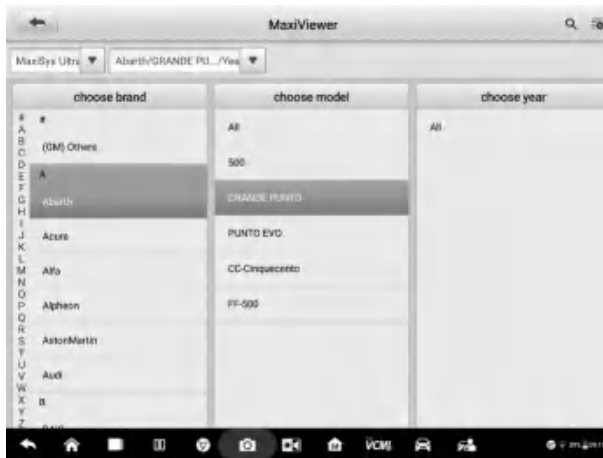 MaxiViewer
MaxiSys Ultra
Abarth/GRANDE PU.../Yea
choose brand
choose model
choose year
#
A
B
C
D
E
F
G
H
I
J
K
L
M
N
O
P
Q
R
S
T
U
V
W
X
Y
Z
#
(GM) Others
A
Abarth
Acura
Alfa
Alpheon
AstonMartin
Audi
B
All
500
GRANDE PUNTO
PUNTO EVO
CC-Cinquecento
FF-500
All
VCMI